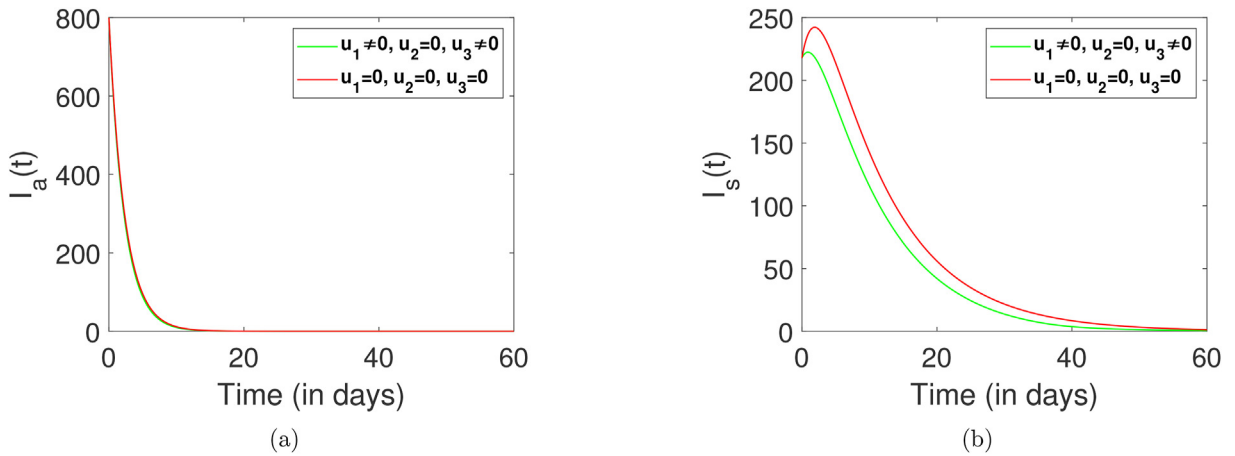 800
600
400
200
0
I_a(t)
u_1≠0, u_2=0, u_3≠0
u_1=0, u_2=0, u_3=0
0 20 40 60
Time (in days)
(a)
250
200
150
100
50
0
I_s(t)
u_1≠0, u_2=0, u_3≠0
u_1=0, u_2=0, u_3=0
0 20 40 60
Time (in days)
(b)